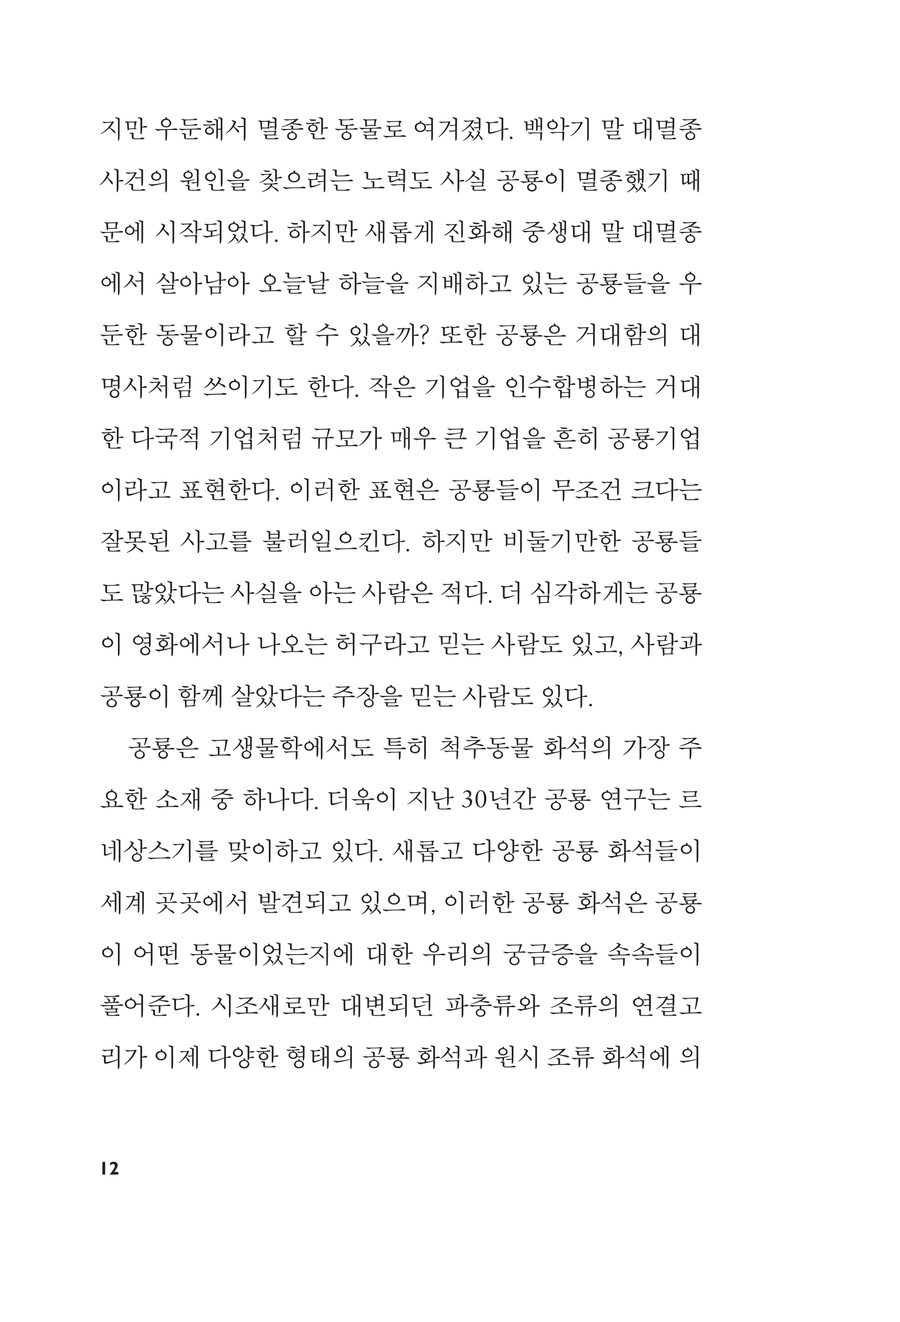 지만 우둔해서 멸종한 동물로 여겨졌다. 백악기 말 대멸종
사건의 원인을 찾으려는 노력도 사실 공룡이 멸종했기 때
문에 시작되었다. 하지만 새롭게 진화해 중생대 말 대멸종
에서 살아남아 오늘날 하늘을 지배하고 있는 공룡들을 우
둔한 동물이라고 할 수 있을까? 또한 공룡은 거대함의 대
명사처럼 쓰이기도 한다. 작은 기업을 인수합병하는 거대
한 다국적 기업처럼 규모가 매우 큰 기업을 흔히 공룡기업
이라고 표현한다. 이러한 표현은 공룡들이 무조건 크다는
잘못된 사고를 불러일으킨다. 하지만 비둘기만한 공룡들
도 많았다는 사실을 아는 사람은 적다. 더 심각하게는 공룡
이 영화에서나 나오는 허구라고 믿는 사람도 있고, 사람과
공룡이 함께 살았다는 주장을 믿는 사람도 있다.
공룡은 고생물학에서도 특히 척추동물 화석의 가장 주
요한 소재 중 하나다. 더욱이 지난 30년간 공룡 연구는 르
네상스기를 맞이하고 있다. 새롭고 다양한 공룡 화석들이
세계 곳곳에서 발견되고 있으며, 이러한 공룡 화석은 공룡
이 어떤 동물이었는지에 대한 우리의 궁금증을 속속들이
풀어준다. 시조새로만 대변되던 파충류와 조류의 연결고
리가 이제 다양한 형태의 공룡 화석과 원시 조류 화석에 의
12